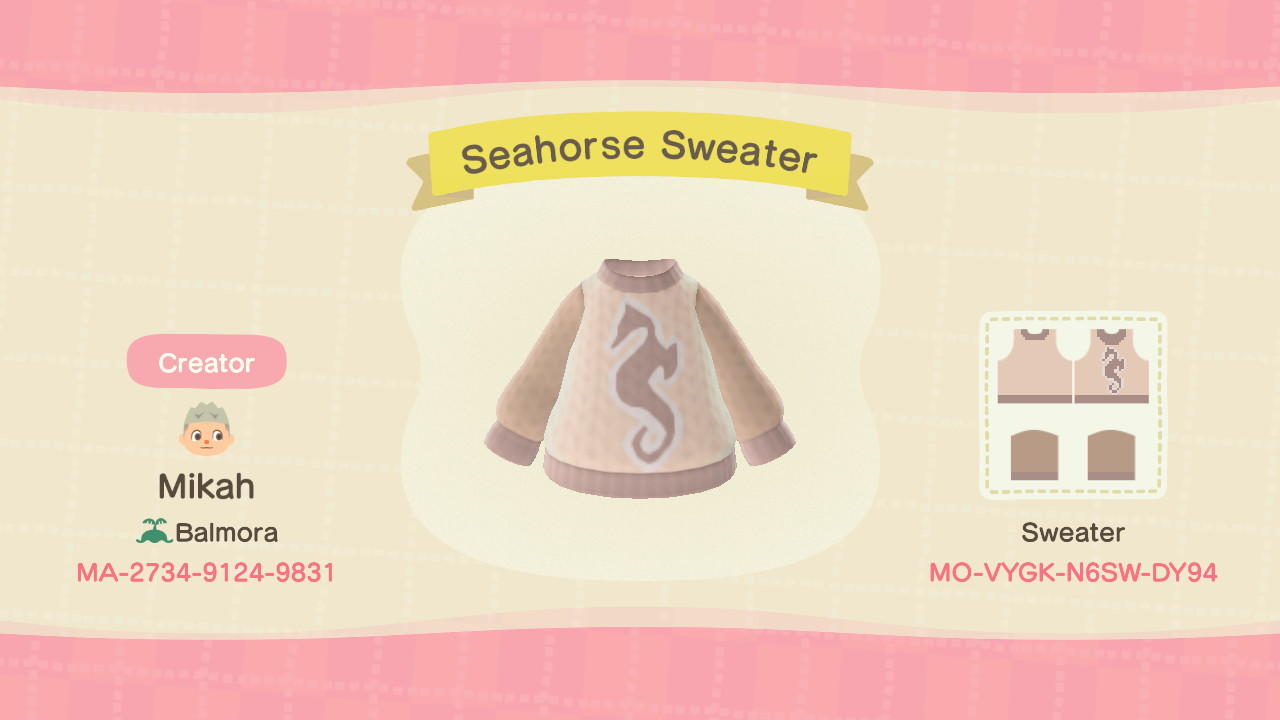 Seahorse Sweater
Creator
Mikah
Balmora
MA-2734-9124-9831
Sweater
MO-VYGK-N6SW-DY94